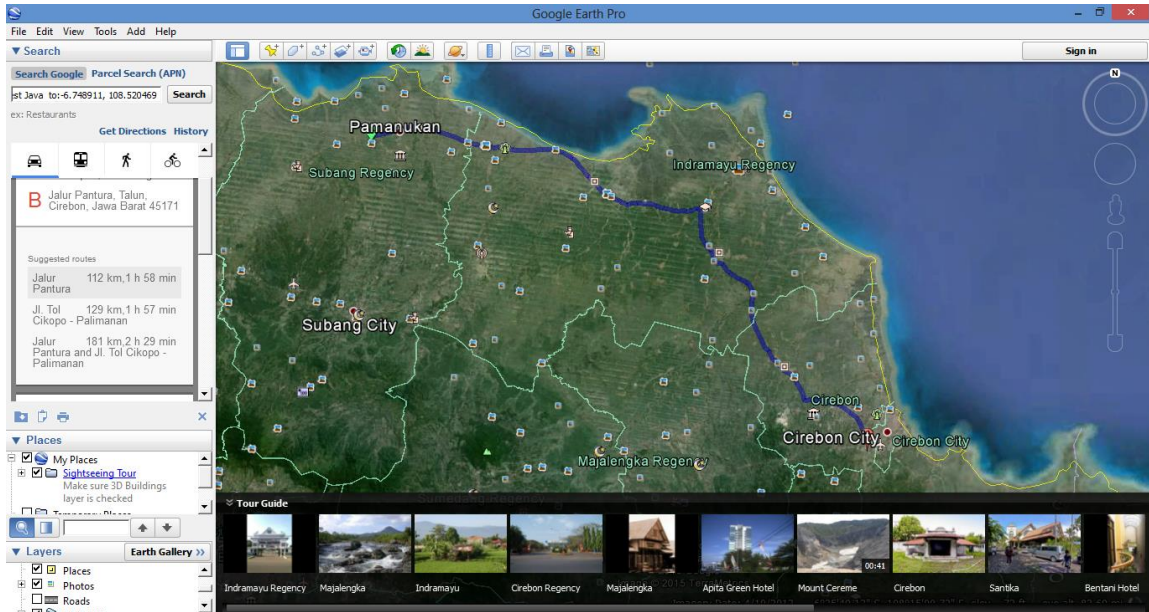 Google Earth Pro
File Edit View Tools Add Help
Search
Sign in
Search Google Parcel Search (APN)
st Java to:-6.748911, 108.520469 Search
ex: Restaurants
Get Directions History
B Jalur Pantura, Talun,
Cirebon, Jawa Barat 45171
Suggested routes
Jalur 112 km,1 h 58 min
Pantura
Jl. Tol 129 km,1 h 57 min
Cikopo - Palimanan
Jalur 181 km,2 h 29 min
Pantura and Jl. Tol Cikopo -
Palimanan
Places
My Places
Sightseeing Tour
Make sure 3D Buildings
layer is checked
Layers Earth Gallery >>
Places
Photos
Roads
N
Pamanukan
Subang Regency
Indramayu Regency
Subang City
Cirebon
Cirebon City
Cirebon City
Majalengka Regency
Tour Guide
00:41
Indramayu Regency Majalengka Indramayu Cirebon Regency Majalengka Apita Green Hotel Mount Cereme Cirebon Santika Bentani Hotel